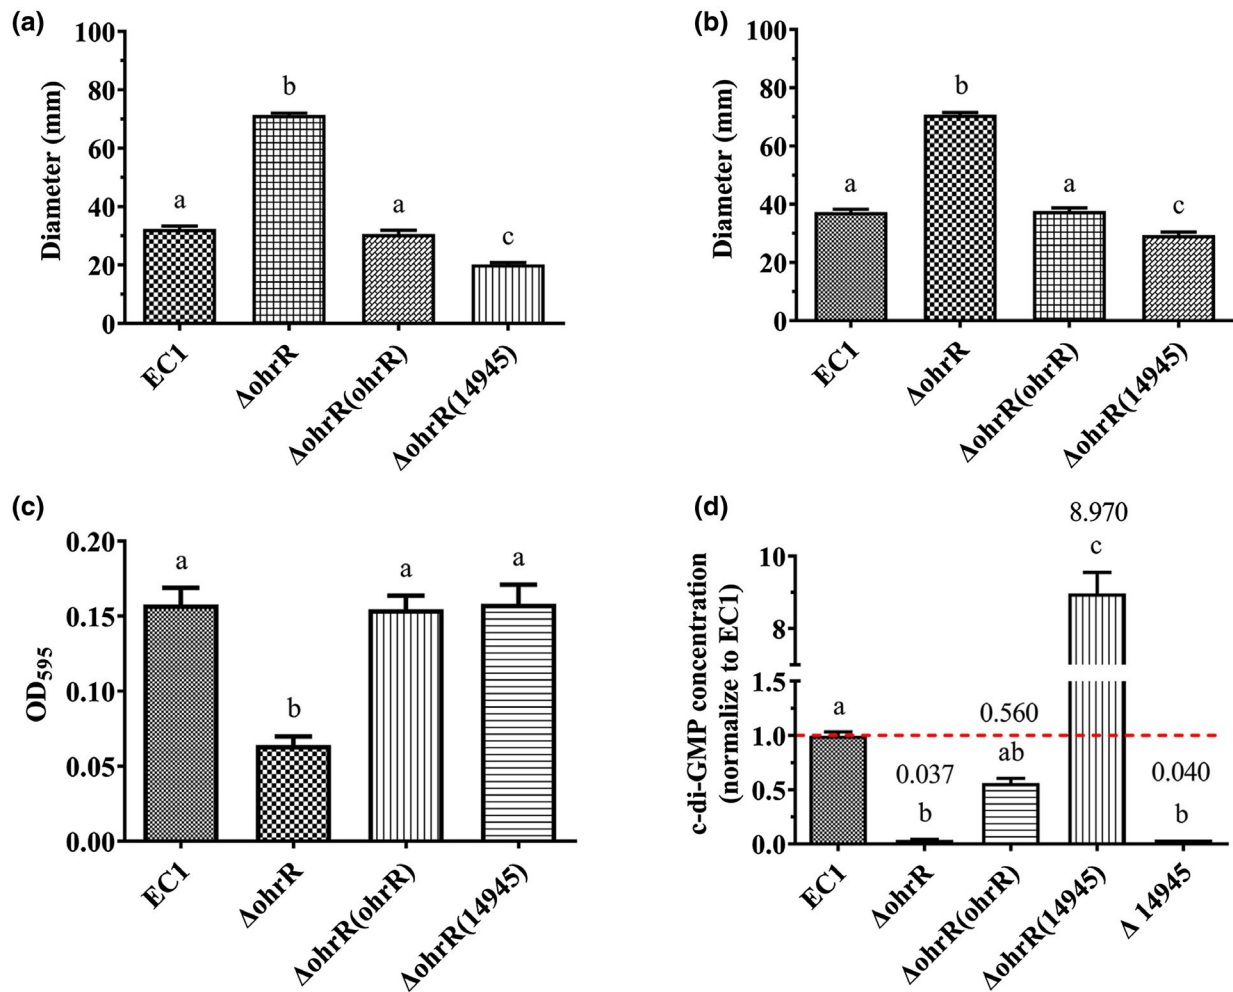 (a)
Diameter (mm)
100
80
60
40
20
0
a
b
a
c
EC1
ΔohrR
ΔohrR(ohrR)
ΔohrR(14945)
(b)
Diameter (mm)
100
80
60
40
20
0
a
b
a
c
EC1
ΔohrR
ΔohrR(ohrR)
ΔohrR(14945)
(c)
OD595
0.20
0.15
0.10
0.05
0.00
a
b
a
a
EC1
ΔohrR
ΔohrR(ohrR)
ΔohrR(14945)
(d)
c-di-GMP concentration
(normalize to EC1)
10
8
1.5
1.0
0.5
0.0
a
0.037
b
0.560
ab
8.970
c
0.040
b
EC1
ΔohrR
ΔohrR(ohrR)
ΔohrR(14945)
Δ 14945